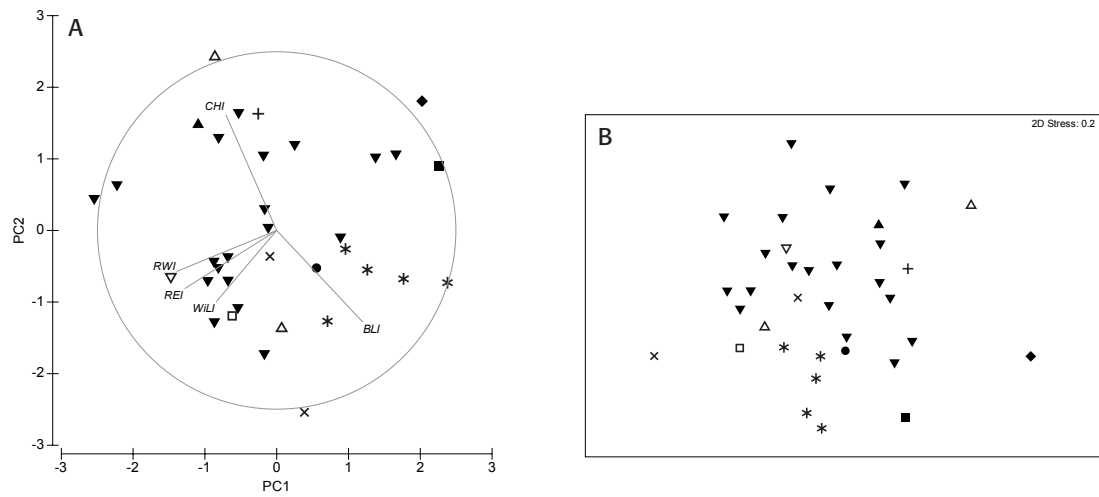 A
3
2
1
0
-1
-2
-3
PC2
CHI
RWI
REI
WiLI
BLI
-3 -2 -1 0 1 2 3
PC1
B
2D Stress: 0.2